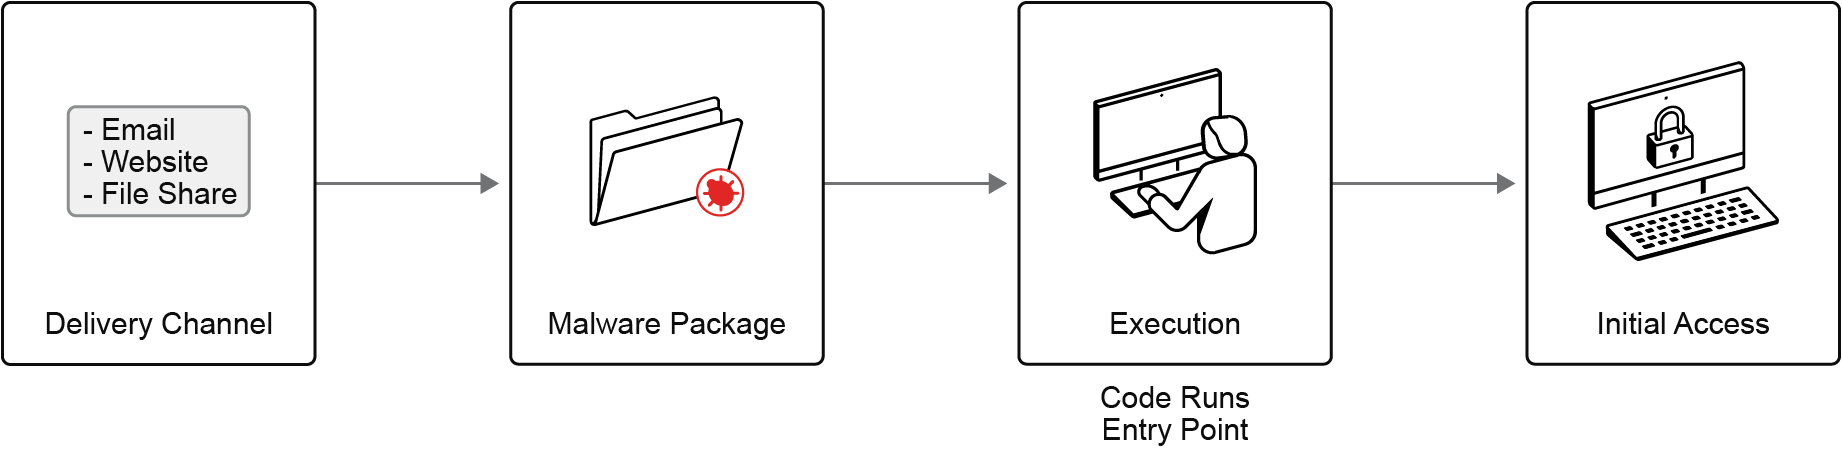 - Email
- Website
- File Share
Delivery Channel
Malware Package
Execution
Code Runs
Entry Point
Initial Access